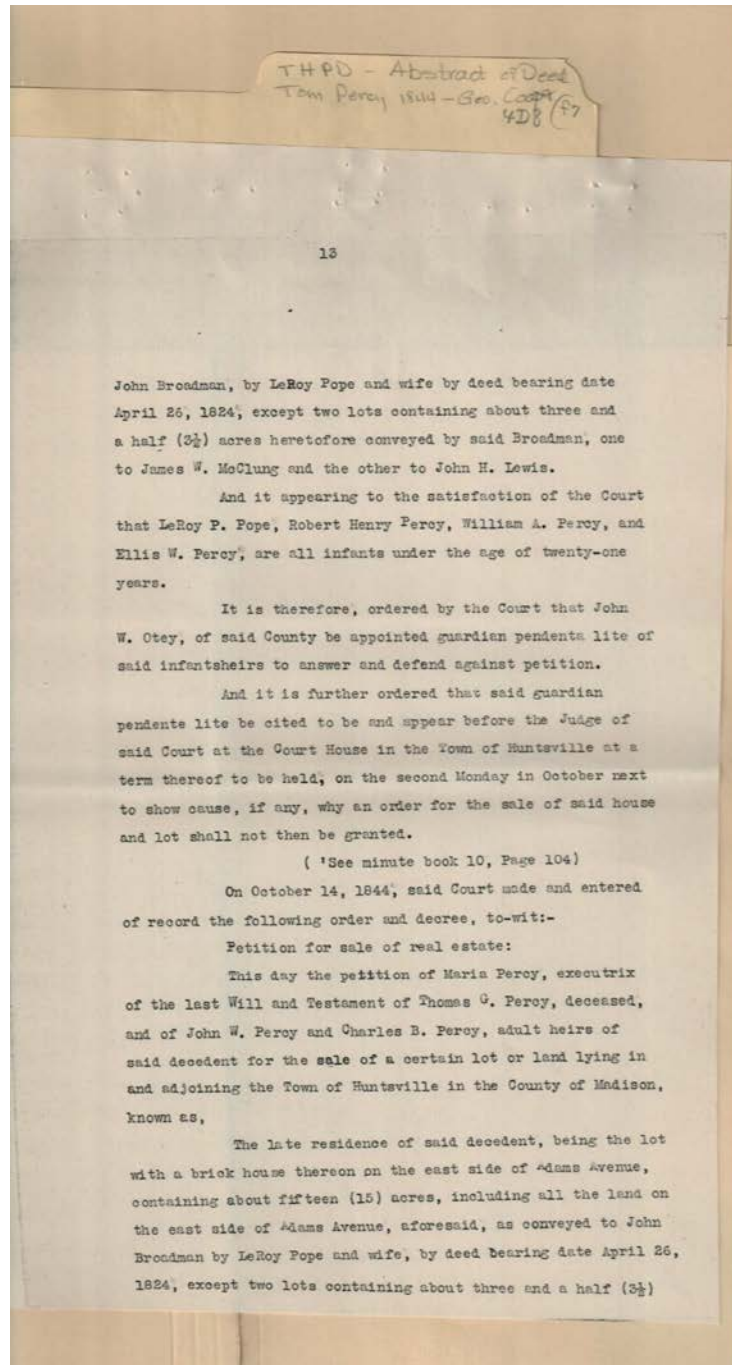 THPD - Abstract of Deed
Tom Percy 1844 - Geo. Cooper
4D8 (f7
13
John Broadman, by LeRoy Pope and wife by deed bearing date
April 26, 1824, except two lots containing about three and
a half (3½) acres heretofore conveyed by said Broadman, one
to James W. McClung and the other to John H. Lewis.
And it appearing to the satisfaction of the Court
that LeRoy P. Pope, Robert Henry Percy, William A. Percy, and
Ellis W. Percy, are all infants under the age of twenty-one
years.
It is therefore, ordered by the Court that John
W. Otey, of said County be appointed guardian pendenta lite of
said infantsheirs to answer and defend against petition.
And it is further ordered that said guardian
pendente lite be cited to be and appear before the Judge of
said Court at the Court House in the Town of Huntsville at a
term thereof to be held, on the second Monday in October next
to show cause, if any, why an order for the sale of said house
and lot shall not then be granted.
( 'See minute book 10, Page 104)
On October 14, 1844, said Court made and entered
of record the following order and decree, to-wit:-
Petition for sale of real estate:
This day the petition of Maria Percy, executrix
of the last Will and Testament of Thomas G. Percy, deceased,
and of John W. Percy and Charles B. Percy, adult heirs of
said decedent for the sale of a certain lot or land lying in
and adjoining the Town of Huntsville in the County of Madison,
known as,
The late residence of said decedent, being the lot
with a brick house thereon on the east side of Adams Avenue,
containing about fifteen (15) acres, including all the land on
the east side of Adams Avenue, aforesaid, as conveyed to John
Broadman by LeRoy Pope and wife, by deed bearing date April 26,
1824, except two lots containing about three and a half (3½)